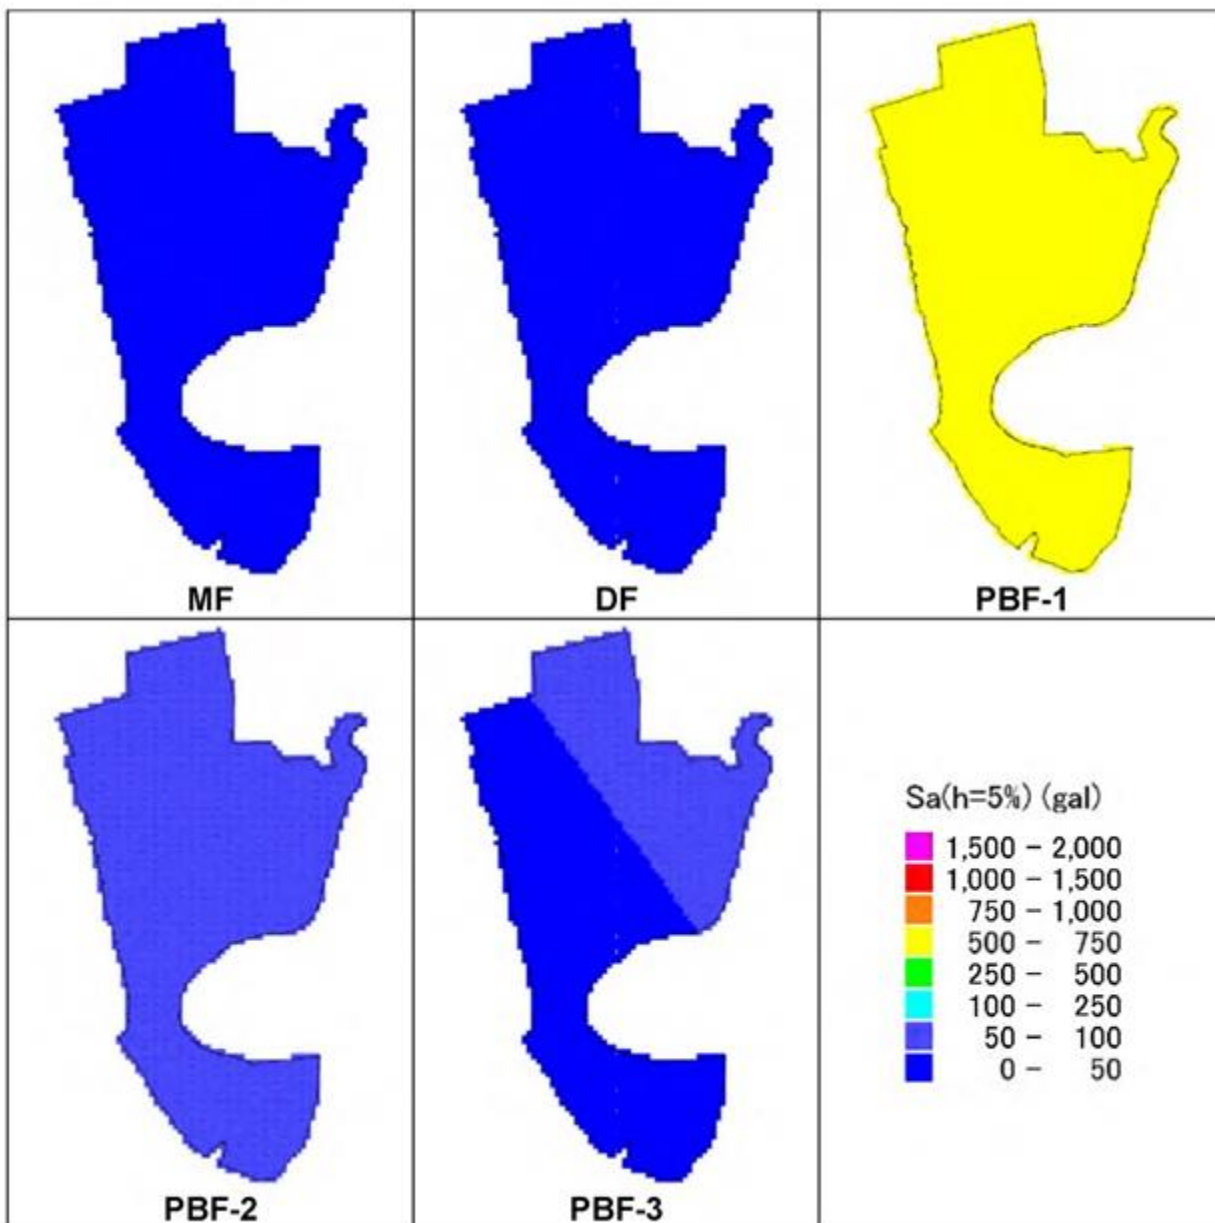 MF
DF
PBF-1
PBF-2
PBF-3
Sa(h=5%) (gal)
1,500 - 2,000
1,000 - 1,500
750 - 1,000
500 - 750
250 - 500
100 - 250
50 - 100
0 - 50